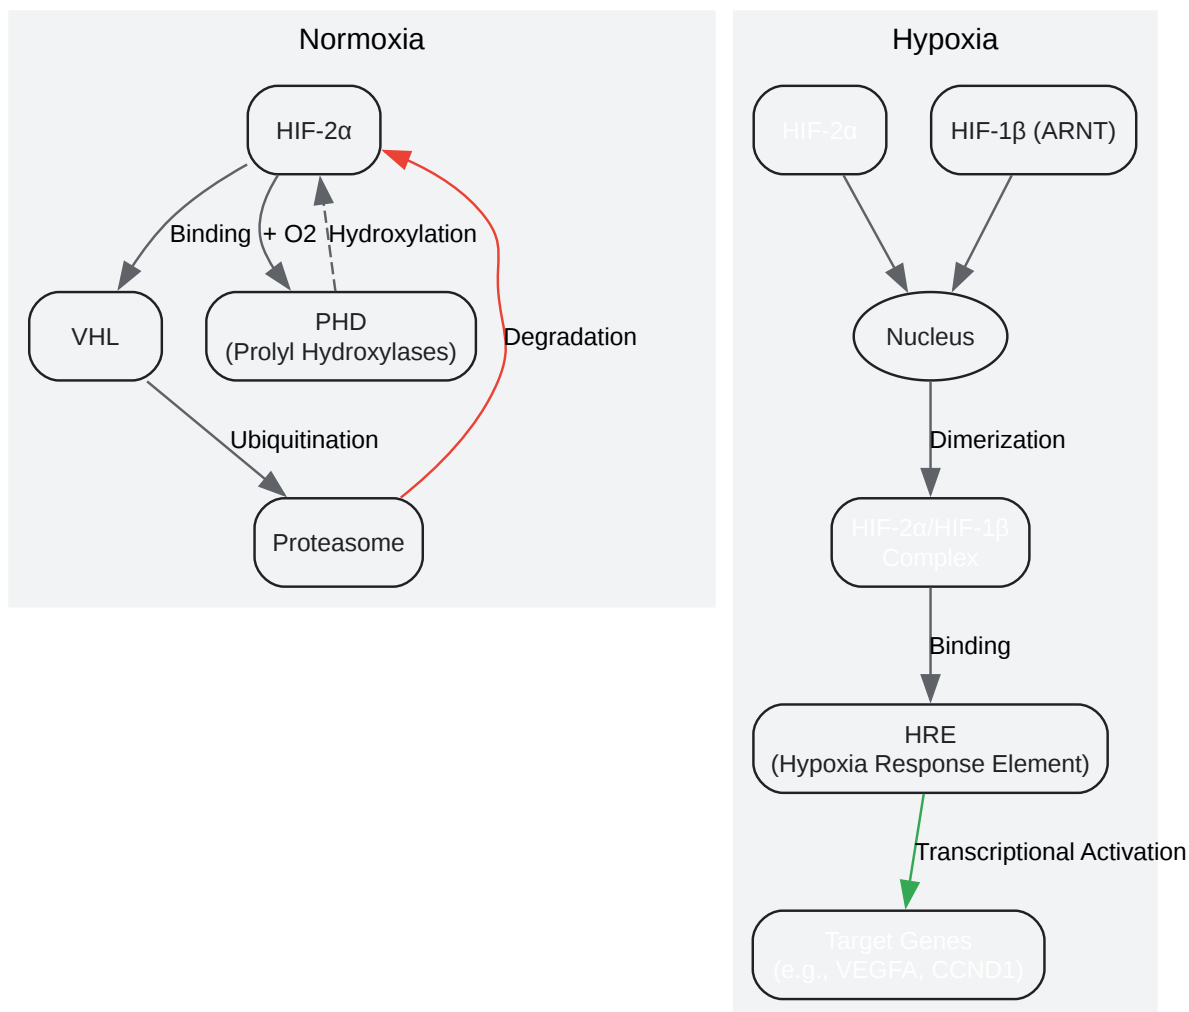 Normoxia
HIF-2α
Binding
+ O2
Hydroxylation
VHL
PHD
(Prolyl Hydroxylases)
Degradation
Ubiquitination
Proteasome
Hypoxia
HIF-2α
HIF-1β (ARNT)
Nucleus
Dimerization
HIF-2α/HIF-1β
Complex
Binding
HRE
(Hypoxia Response Element)
Transcriptional Activation
Target Genes
(e.g., VEGFA, CCND1)